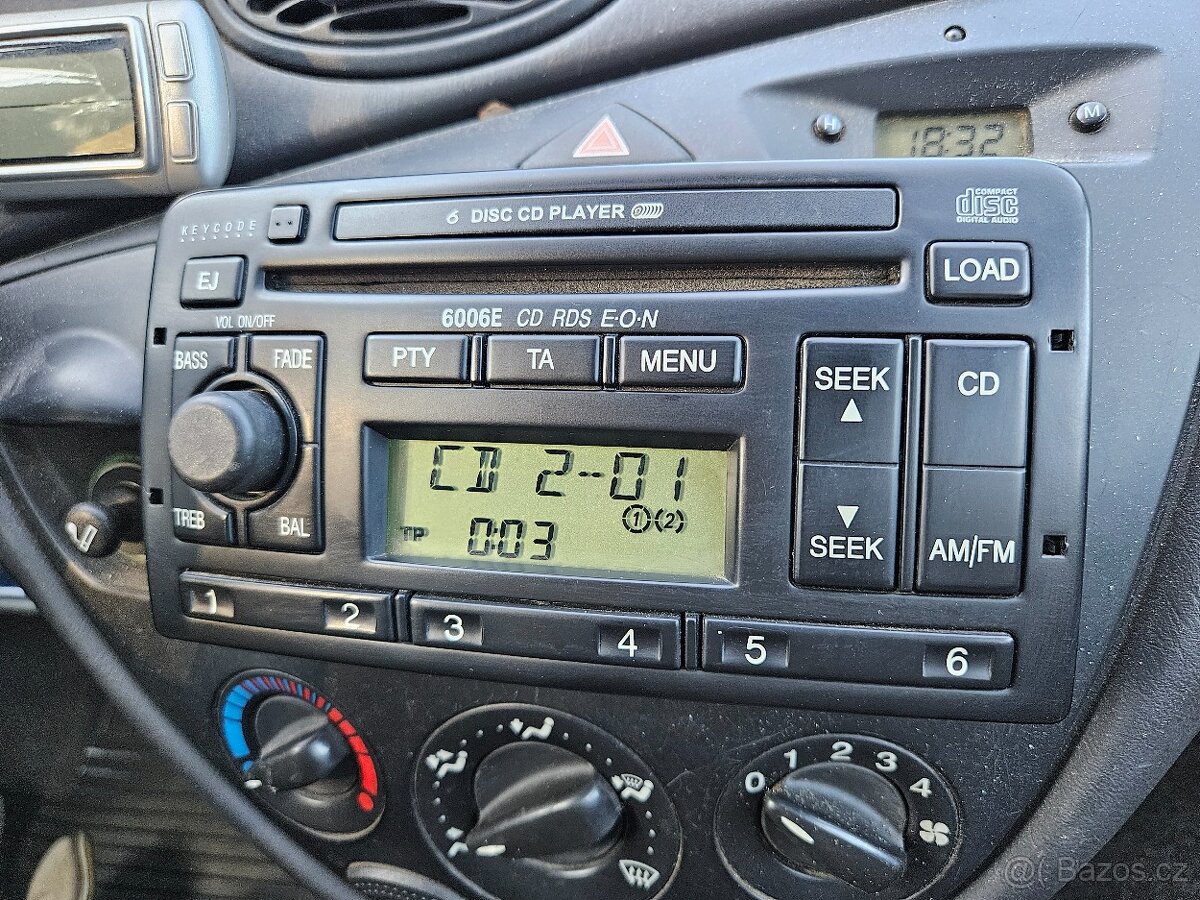 H
18:32
M
6 DISC CD PLAYER
COMPACT
disc
DIGITAL AUDIO
KEYCODE
EJ
LOAD
VOL ON/OFF
6006E CD RDS E·O·N
BASS
FADE
PTY
TA
MENU
SEEK
CD
CD 2-01
TP 0:03
(1)(2)
TREB
BAL
SEEK
AM/FM
1
2
3
4
5
6
0 1 2 3 4
Bazos.cz